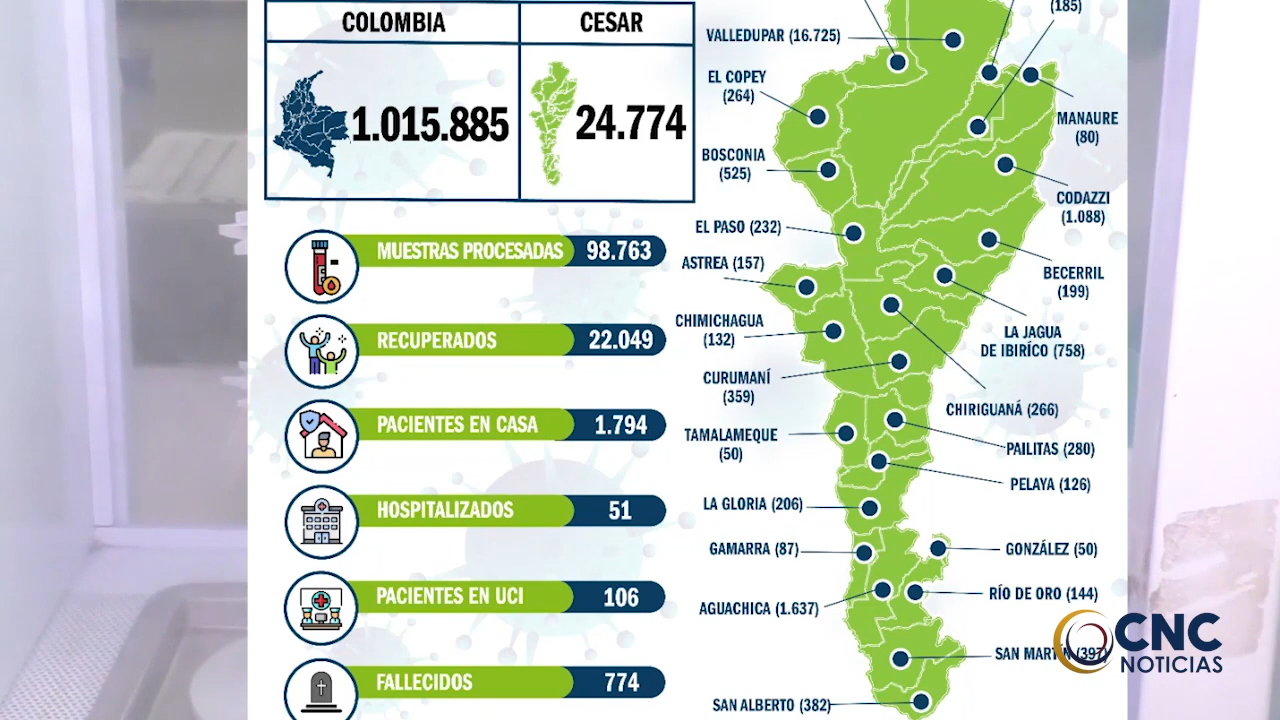 COLOMBIA
CESAR
1.015.885
24.774
MUESTRAS PROCESADAS 98.763
RECUPERADOS 22.049
PACIENTES EN CASA 1.794
HOSPITALIZADOS 51
PACIENTES EN UCI 106
FALLECIDOS 774
(185)
VALLEDUPAR (16.725)
EL COPEY
(264)
MANAURE
(80)
BOSCONIA
(525)
CODAZZI
(1.088)
EL PASO (232)
ASTREA (157)
BECERRIL
(199)
CHIMICHAGUA
(132)
LA JAGUA
DE IBIRÍCO (758)
CURUMANÍ
(359)
CHIRIGUANÁ (266)
TAMALAMEQUE
(50)
PAILITAS (280)
PELAYA (126)
LA GLORIA (206)
GAMARRA (87)
GONZÁLEZ (50)
RÍO DE ORO (144)
AGUACHICA (1.637)
SAN MARTÍN (397)
SAN ALBERTO (382)
CNC
NOTICIAS